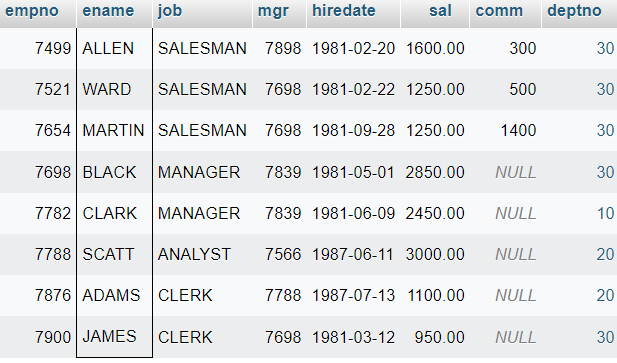 empno ename job mgr hiredate sal comm deptno
7499 ALLEN SALESMAN 7898 1981-02-20 1600.00 300 30
7521 WARD SALESMAN 7698 1981-02-22 1250.00 500 30
7654 MARTIN SALESMAN 7698 1981-09-28 1250.00 1400 30
7698 BLACK MANAGER 7839 1981-05-01 2850.00 NULL 30
7782 CLARK MANAGER 7839 1981-06-09 2450.00 NULL 10
7788 SCATT ANALYST 7566 1987-06-11 3000.00 NULL 20
7876 ADAMS CLERK 7788 1987-07-13 1100.00 NULL 20
7900 JAMES CLERK 7698 1981-03-12 950.00 NULL 30